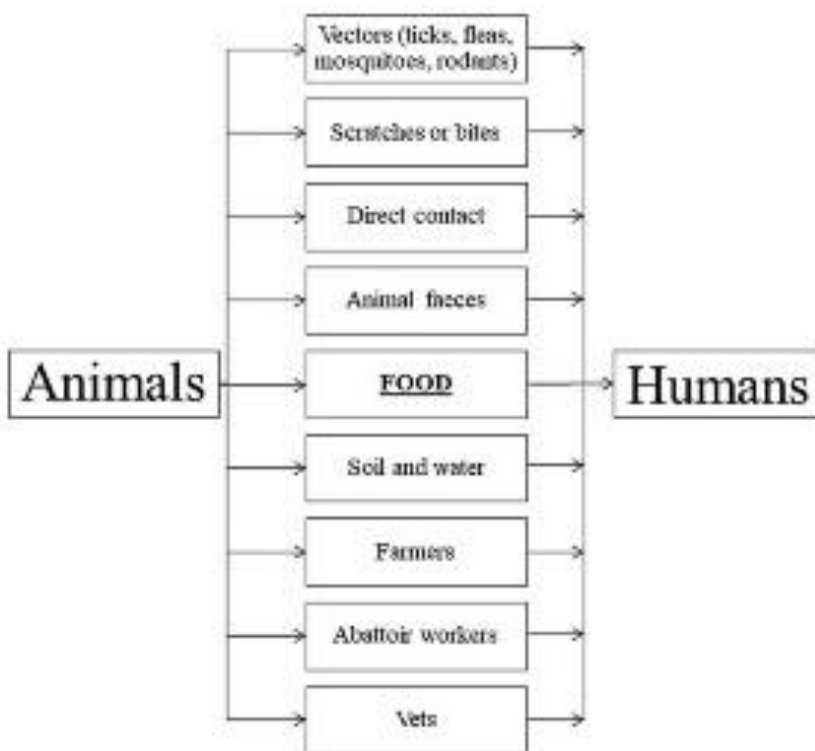 Vectors (ticks, fleas,
mosquitoes, rodants)
Scratches or bites
Direct contact
Animal faeces
Animals
FOOD
Humans
Soil and water
Farmers
Abattoir workers
Vets